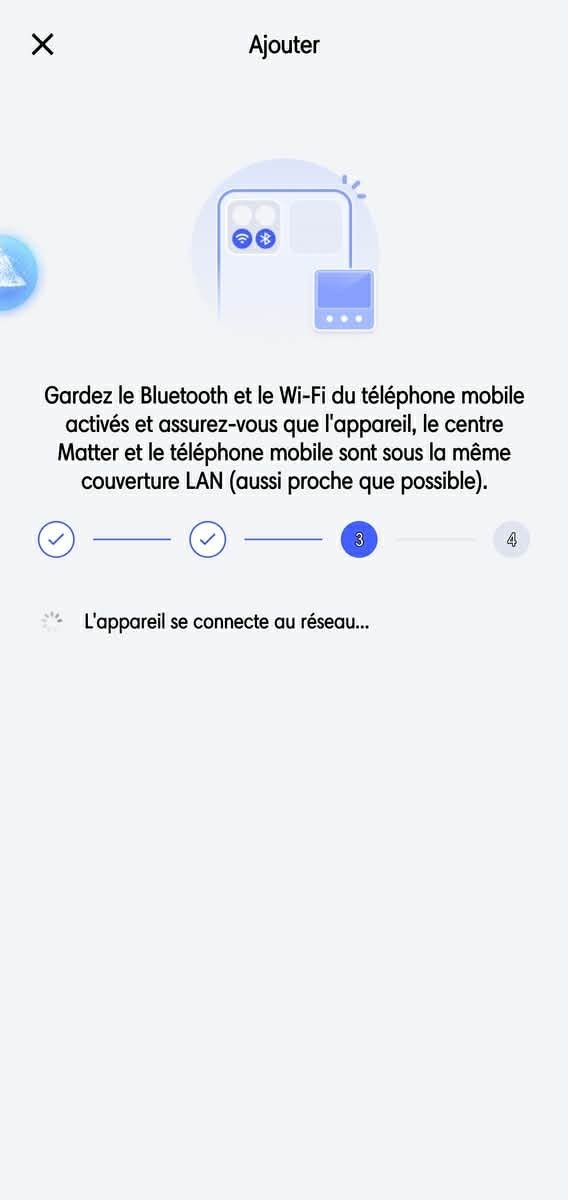 Ajouter
Gardez le Bluetooth et le Wi-Fi du téléphone mobile
activés et assurez-vous que l'appareil, le centre
Matter et le téléphone mobile sont sous la même
couverture LAN (aussi proche que possible).
3
4
L'appareil se connecte au réseau...